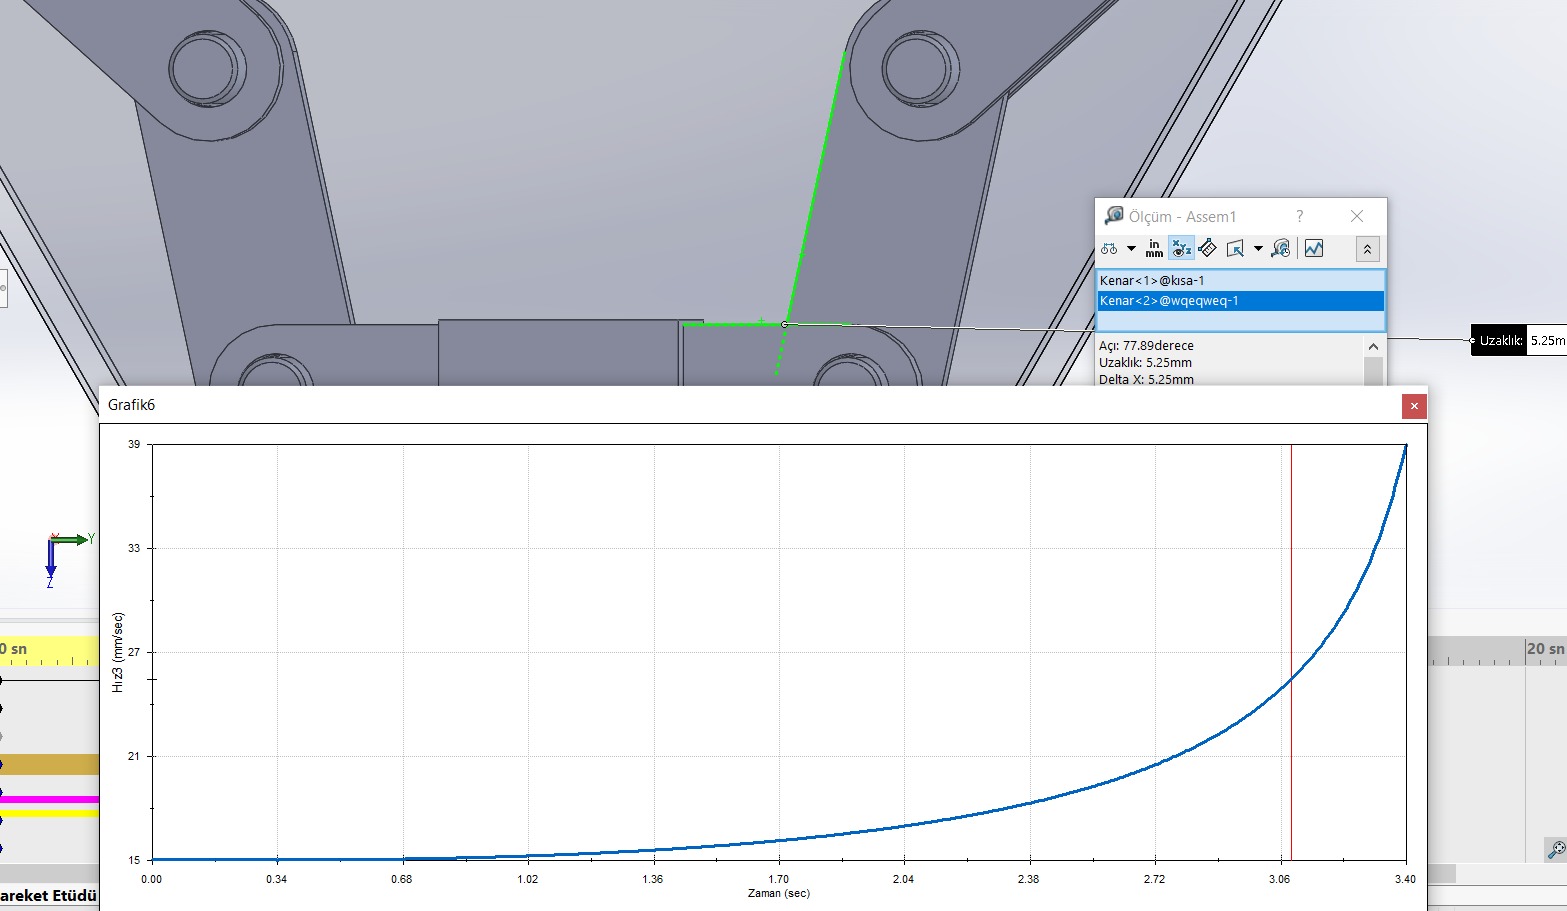 Ölçüm - Assem1
?
in
mm
XYZ
Kenar<1>@kısa-1
Kenar<2>@wqeqweq-1
Açı: 77.89derece
Uzaklık: 5.25mm
Delta X: 5.25mm
Uzaklık: 5.25m
Grafik6
39
33
27
21
15
Hız3 (mm/sec)
0.00 0.34 0.68 1.02 1.36 1.70 2.04 2.38 2.72 3.06 3.40
Zaman (sec)
Y
Z
0 sn
20 sn
areket Etüdü